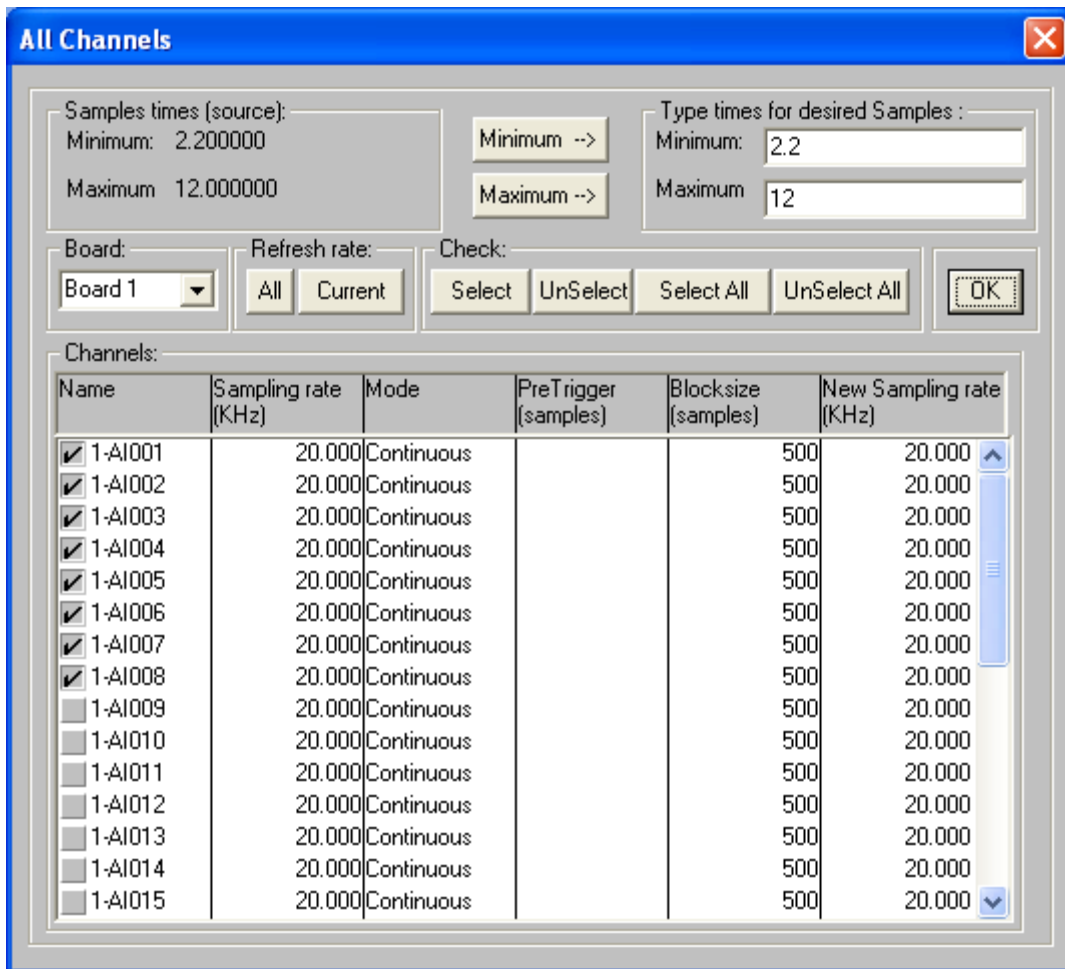 All Channels
Samples times (source):
Minimum: 2.200000
Maximum 12.000000
Minimum -->
Maximum -->
Type times for desired Samples :
Minimum: 2.2
Maximum 12
Board:
Board 1
Refresh rate:
All Current
Check:
Select UnSelect Select All UnSelect All
OK
Channels:
Name Sampling rate (KHz) Mode PreTrigger (samples) Blocksize (samples) New Sampling rate (KHz)
1-AI001 20.000 Continuous 500 20.000
1-AI002 20.000 Continuous 500 20.000
1-AI003 20.000 Continuous 500 20.000
1-AI004 20.000 Continuous 500 20.000
1-AI005 20.000 Continuous 500 20.000
1-AI006 20.000 Continuous 500 20.000
1-AI007 20.000 Continuous 500 20.000
1-AI008 20.000 Continuous 500 20.000
1-AI009 20.000 Continuous 500 20.000
1-AI010 20.000 Continuous 500 20.000
1-AI011 20.000 Continuous 500 20.000
1-AI012 20.000 Continuous 500 20.000
1-AI013 20.000 Continuous 500 20.000
1-AI014 20.000 Continuous 500 20.000
1-AI015 20.000 Continuous 500 20.000